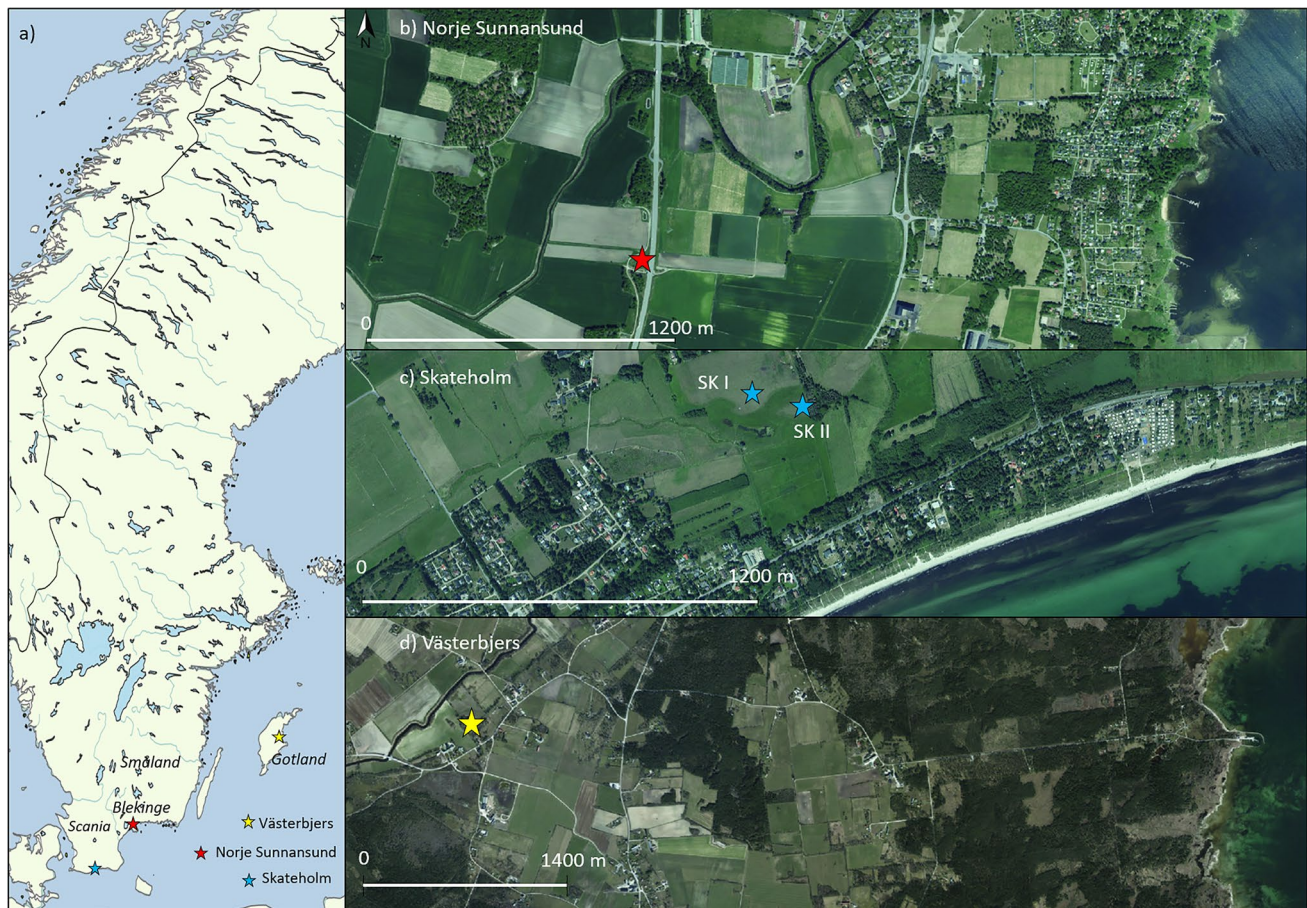 a)
Småland
Gotland
Blekinge
Scania
Västerbjers
Norje Sunnansund
Skateholm
N
b) Norje Sunnansund
0
1200 m
c) Skateholm
SK I
SK II
0
1200 m
d) Västerbjers
0
1400 m